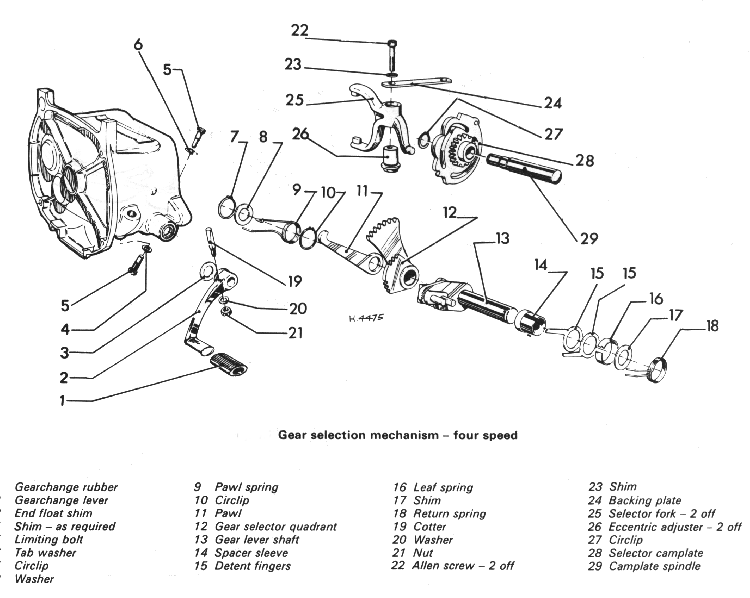 22
6
5
23
25
24
27
26
7
8
28
9
10
11
12
29
13
14
15
15
16
17
18
5
4
3
2
1
19
20
21
K.4475
Gear selection mechanism – four speed
Gearchange rubber
Gearchange lever
End float shim
Shim – as required
Limiting bolt
Tab washer
Circlip
Washer
9 Pawl spring
10 Circlip
11 Pawl
12 Gear selector quadrant
13 Gear lever shaft
14 Spacer sleeve
15 Detent fingers
16 Leaf spring
17 Shim
18 Return spring
19 Cotter
20 Washer
21 Nut
22 Allen screw – 2 off
23 Shim
24 Backing plate
25 Selector fork – 2 off
26 Eccentric adjuster – 2 off
27 Circlip
28 Selector camplate
29 Camplate spindle